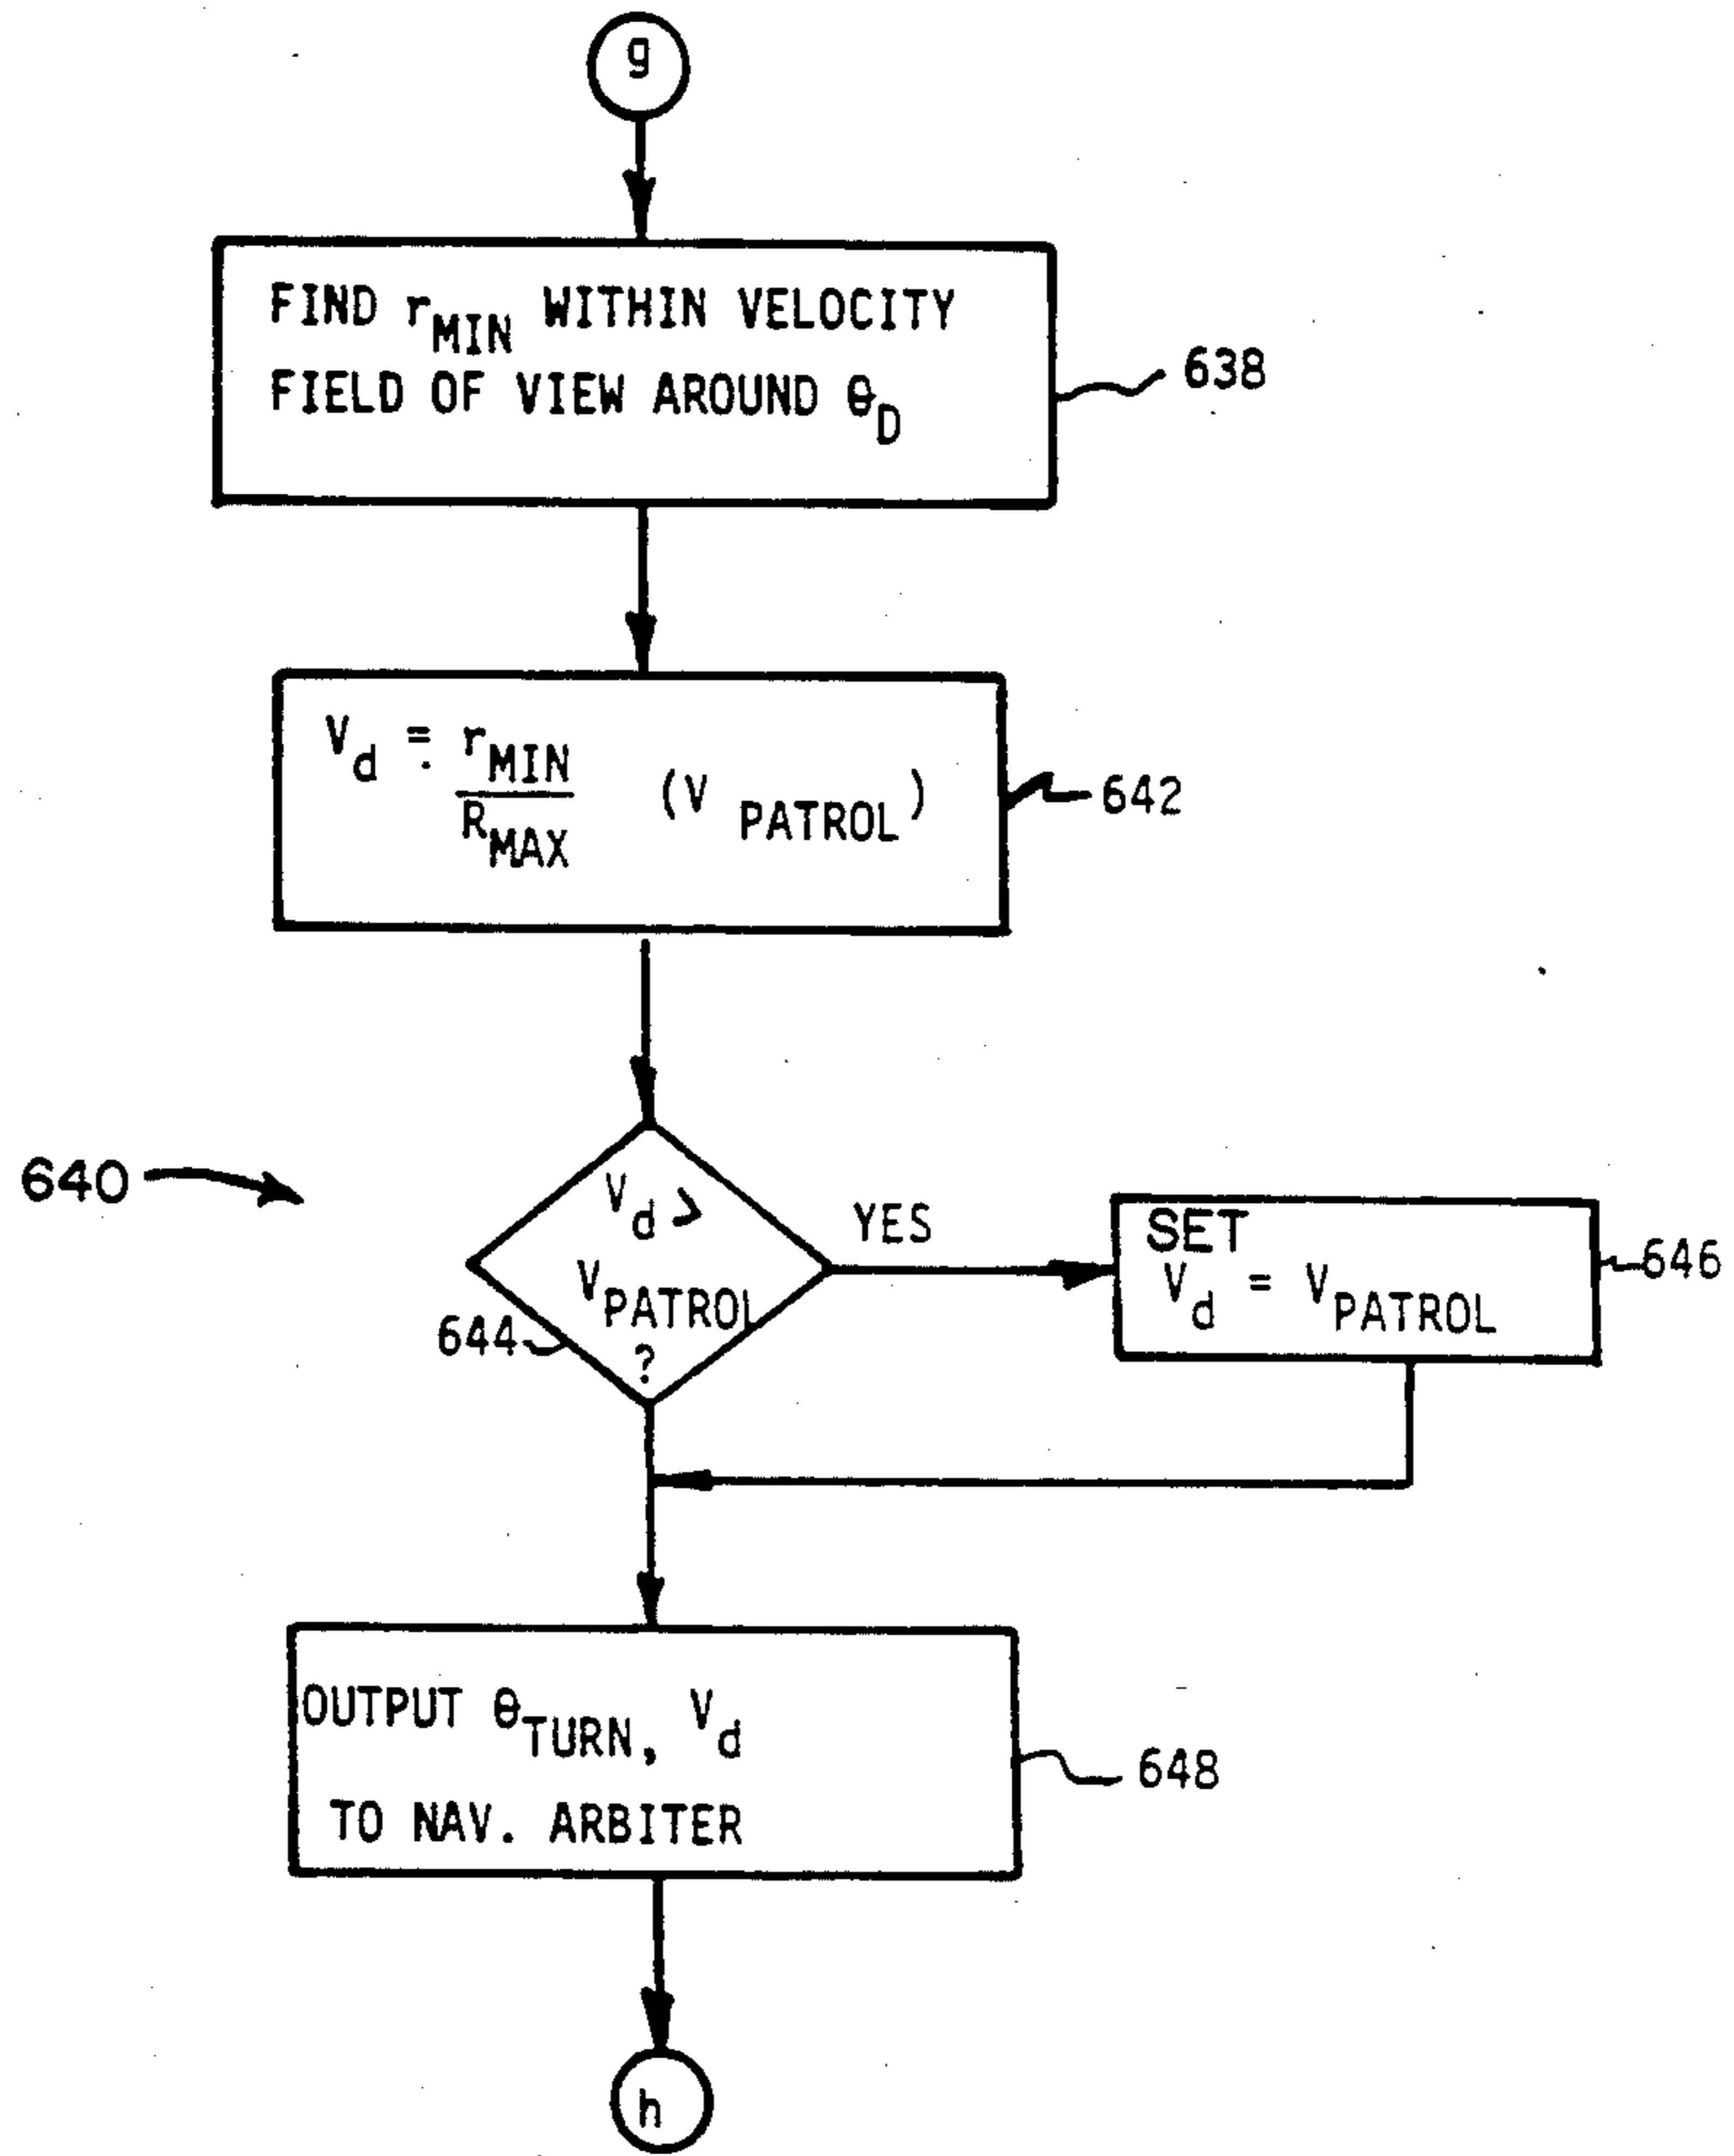 g
FIND rMIN WITHIN VELOCITY
FIELD OF VIEW AROUND θD
638
Vd = rMIN / RMAX (V PATROL)
642
640
Vd >
VPATROL
?
644
YES
SET
Vd = VPATROL
646
OUTPUT θTURN, Vd
TO NAV. ARBITER
648
h